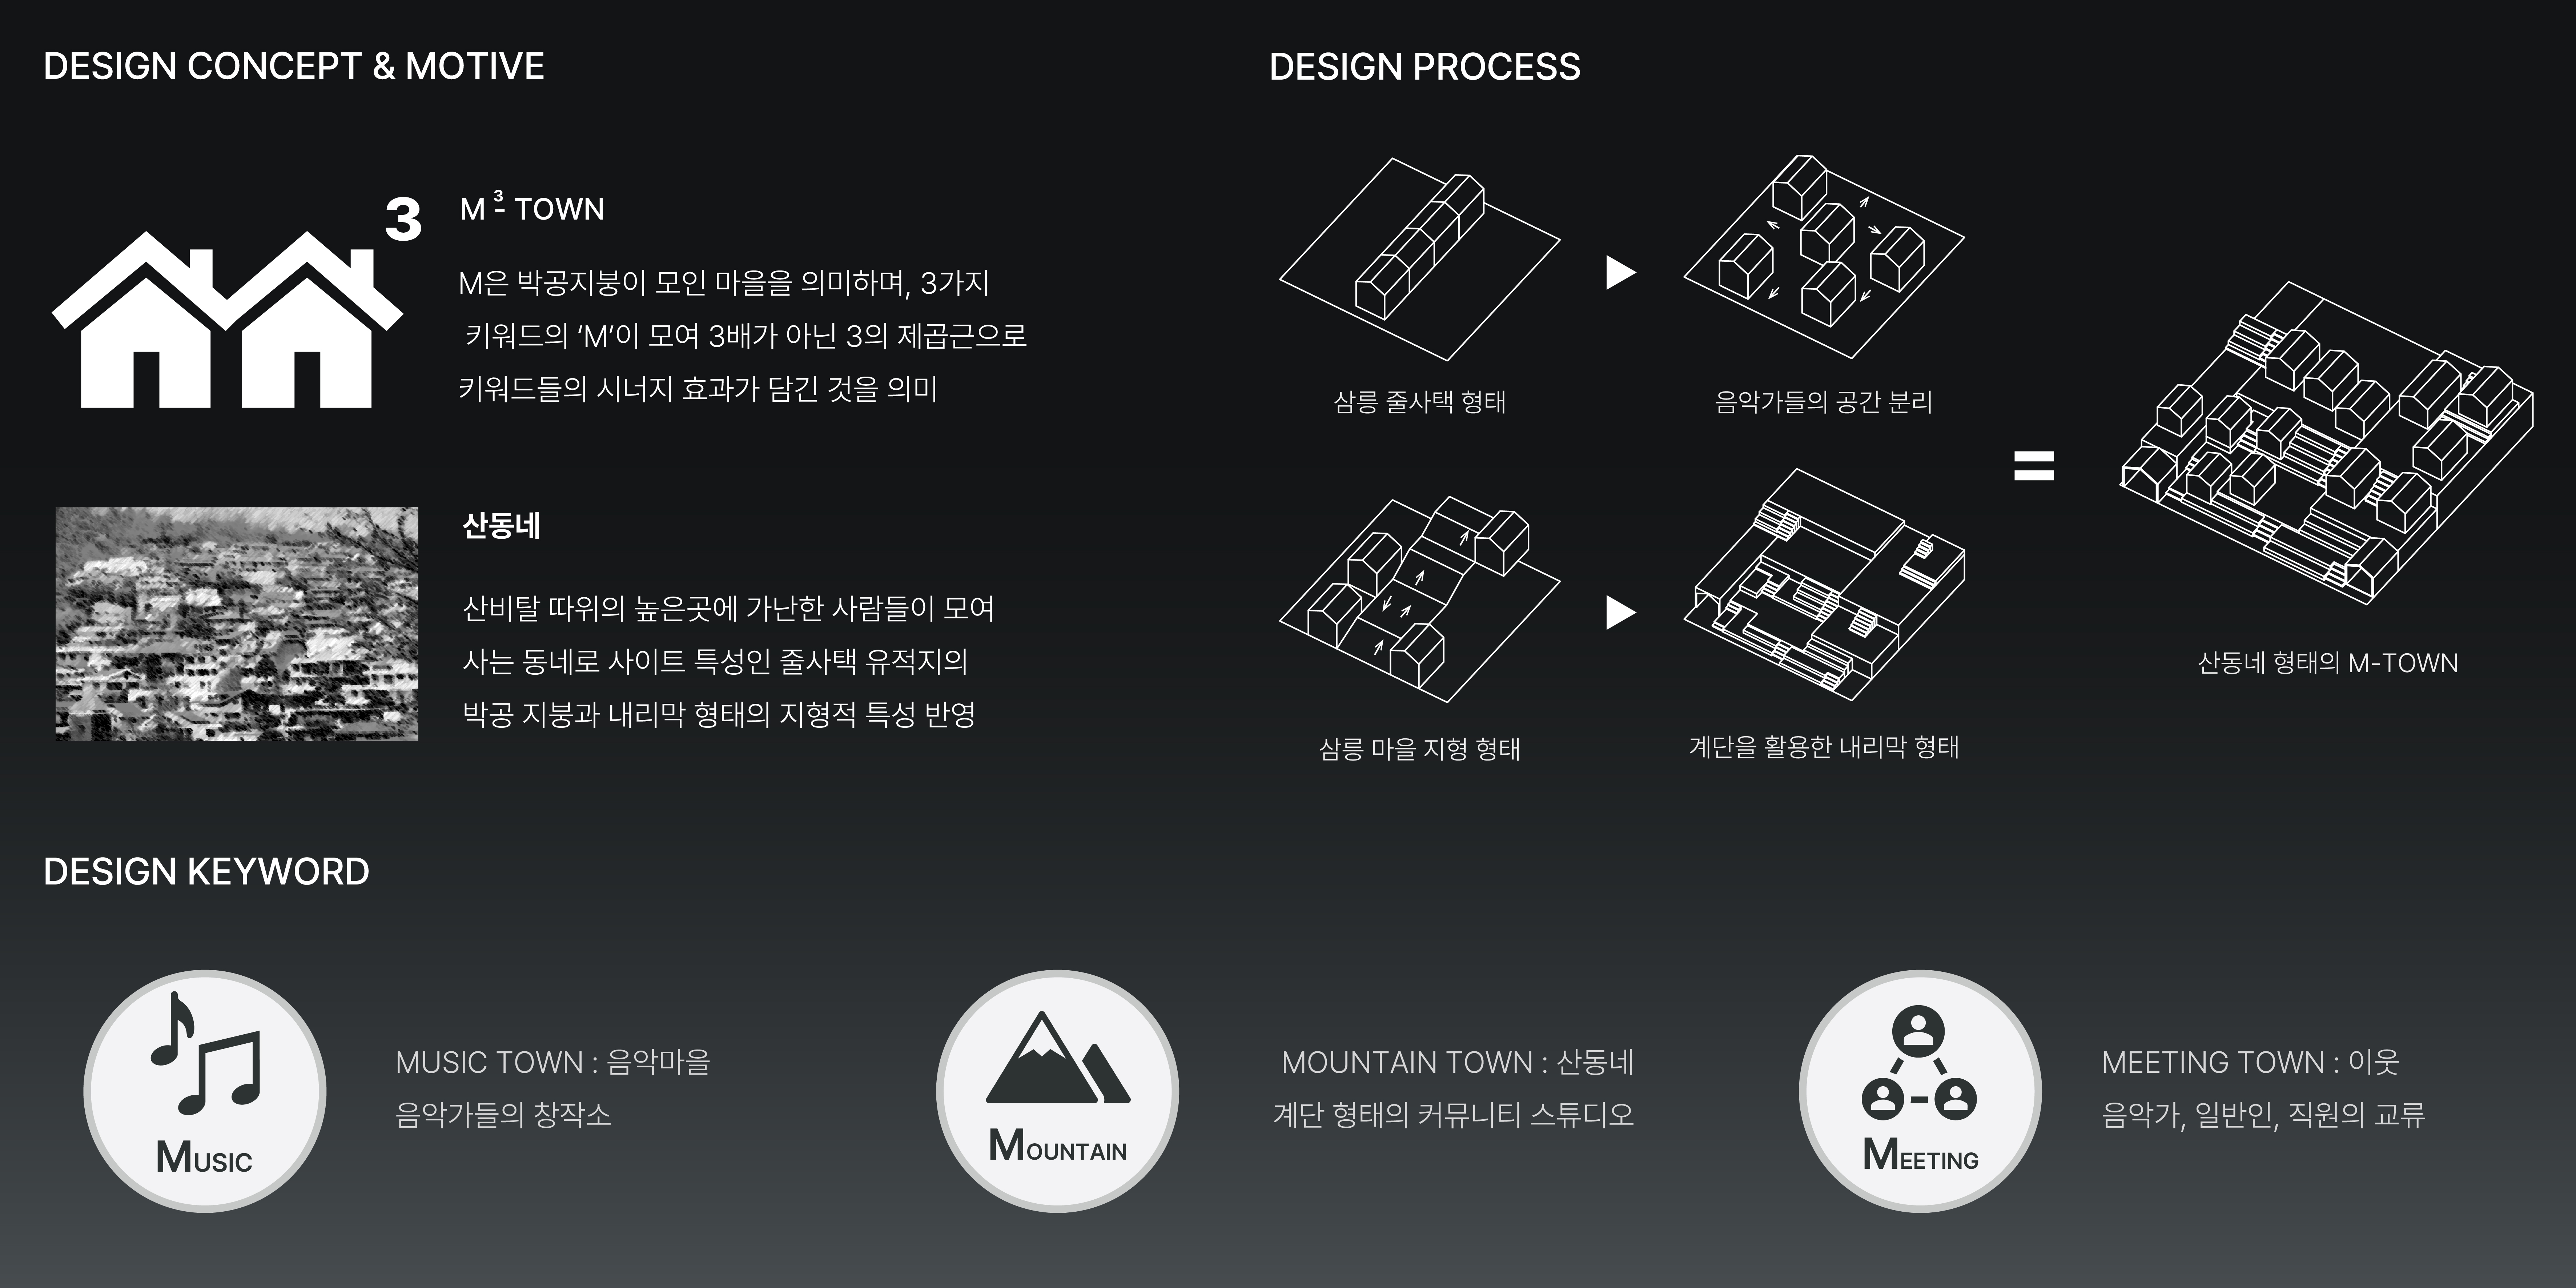 DESIGN CONCEPT & MOTIVE
3
M ³- TOWN
M은 박공지붕이 모인 마을을 의미하며, 3가지
키워드의 ‘M’이 모여 3배가 아닌 3의 제곱근으로
키워드들의 시너지 효과가 담긴 것을 의미
산동네
산비탈 따위의 높은곳에 가난한 사람들이 모여
사는 동네로 사이트 특성인 줄사택 유적지의
박공 지붕과 내리막 형태의 지형적 특성 반영
DESIGN PROCESS
삼릉 줄사택 형태
음악가들의 공간 분리
삼릉 마을 지형 형태
계단을 활용한 내리막 형태
=
산동네 형태의 M-TOWN
DESIGN KEYWORD
MUSIC
MUSIC TOWN : 음악마을
음악가들의 창작소
MOUNTAIN
MOUNTAIN TOWN : 산동네
계단 형태의 커뮤니티 스튜디오
MEETING
MEETING TOWN : 이웃
음악가, 일반인, 직원의 교류